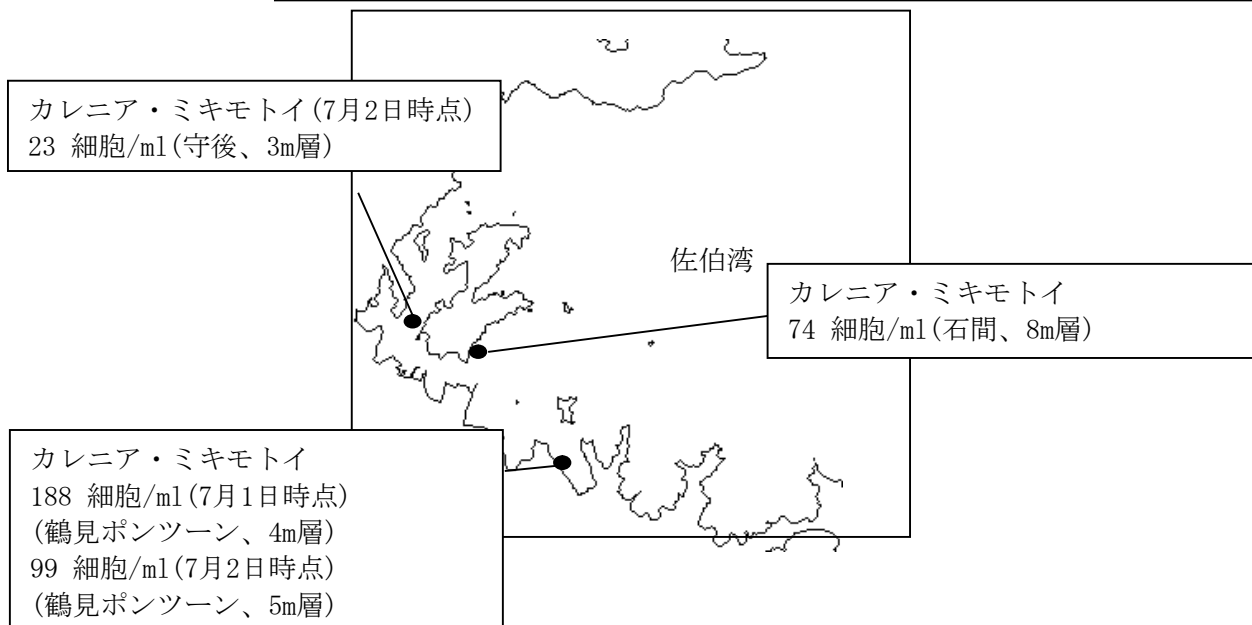 カレニア・ミキモトイ(7月2日時点)
23 細胞/ml(守後、3m層)
佐伯湾
カレニア・ミキモトイ
74 細胞/ml(石間、8m層)
カレニア・ミキモトイ
188 細胞/ml(7月1日時点)
(鶴見ポンツーン、4m層)
99 細胞/ml(7月2日時点)
(鶴見ポンツーン、5m層)